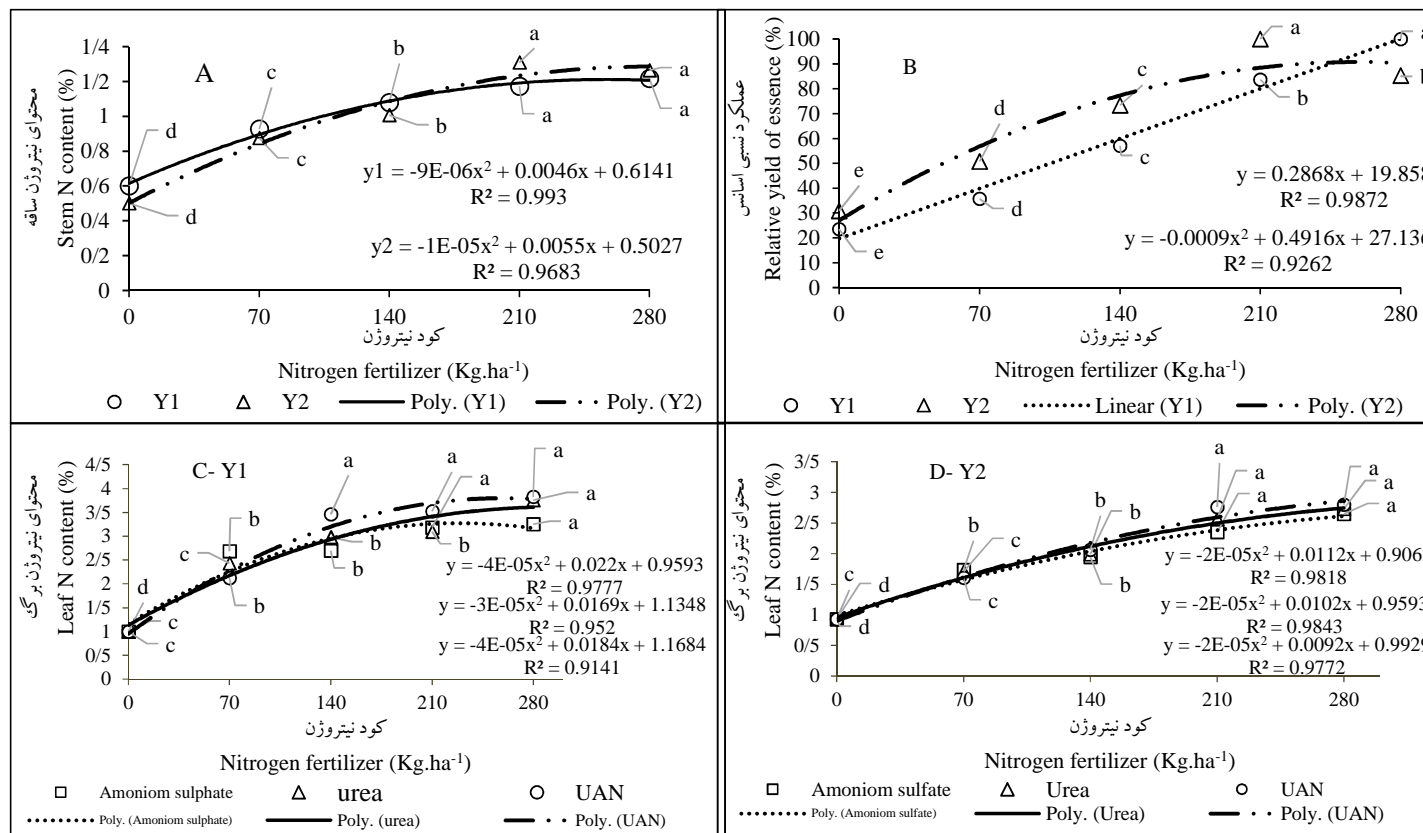 A
محتوای نیتروژن ساقه
Stem N content (%)
1/4
1/2
1
0/8
0/6
0/4
0/2
0
d
d
c
c
b
b
a
a
a
a
y1 = -9E-06x² + 0.0046x + 0.6141
R² = 0.993
y2 = -1E-05x² + 0.0055x + 0.5027
R² = 0.9683
0 70 140 210 280
کود نیتروژن
Nitrogen fertilizer (Kg.ha⁻¹)
Y1 Y2 Poly. (Y1) Poly. (Y2)
B
عملکرد نسبی اسانس
Relative yield of essence (%)
100
90
80
70
60
50
40
30
20
10
0
e
e
d
d
c
c
a
b
b
y = 0.2868x + 19.858
R² = 0.9872
y = -0.0009x² + 0.4916x + 27.136
R² = 0.9262
0 70 140 210 280
کود نیتروژن
Nitrogen fertilizer (Kg.ha⁻¹)
Y1 Y2 Linear (Y1) Poly. (Y2)
C- Y1
محتوای نیتروژن برگ
Leaf N content (%)
4/5
4
3/5
3
2/5
2
1/5
1
0/5
d
c
c
c
b
b
a
b
a
a
b
a
a
a
y = -4E-05x² + 0.022x + 0.9593
R² = 0.9777
y = -3E-05x² + 0.0169x + 1.1348
R² = 0.952
y = -4E-05x² + 0.0184x + 1.1684
R² = 0.9141
0 70 140 210 280
کود نیتروژن
Nitrogen fertilizer (Kg.ha⁻¹)
Amoniom sulphate urea UAN
Poly. (Amoniom sulphate) Poly. (urea) Poly. (UAN)
D- Y2
محتوای نیتروژن برگ
Leaf N content (%)
3/5
3
2/5
2
1/5
1
0/5
0
c
d
d
c
c
b
b
b
a
a
a
a
a
y = -2E-05x² + 0.0112x + 0.906
R² = 0.9818
y = -2E-05x² + 0.0102x + 0.9593
R² = 0.9843
y = -2E-05x² + 0.0092x + 0.9929
R² = 0.9772
0 70 140 210 280
کود نیتروژن
Nitrogen fertilizer (Kg.ha⁻¹)
Amoniom sulfate Urea UAN
Poly. (Amoniom sulfate) Poly. (Urea) Poly. (UAN)